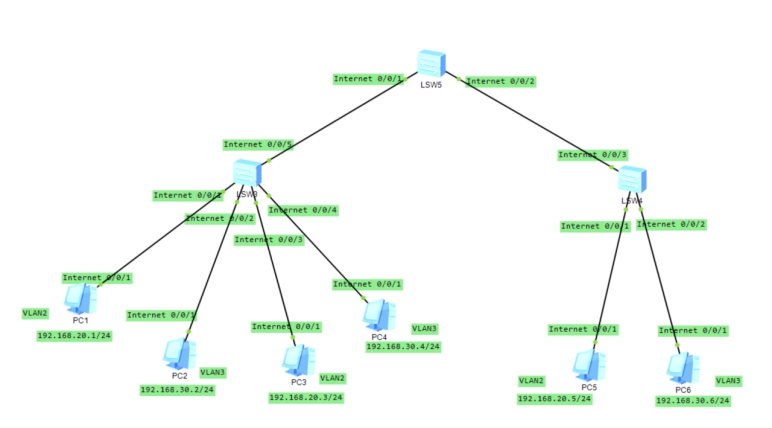 Internet 0/0/1
Internet 0/0/2
LSW5
Internet 0/0/5
Internet 0/0/3
Internet 0/0/1
LSW3
Internet 0/0/2
Internet 0/0/4
Internet 0/0/3
LSW4
Internet 0/0/1
Internet 0/0/2
Internet 0/0/1
VLAN2
PC1
192.168.20.1/24
Internet 0/0/1
PC2
VLAN3
192.168.30.2/24
Internet 0/0/1
PC3
VLAN2
192.168.20.3/24
Internet 0/0/1
PC4
VLAN3
192.168.30.4/24
Internet 0/0/1
VLAN2
PC5
192.168.20.5/24
Internet 0/0/1
PC6
VLAN3
192.168.30.6/24